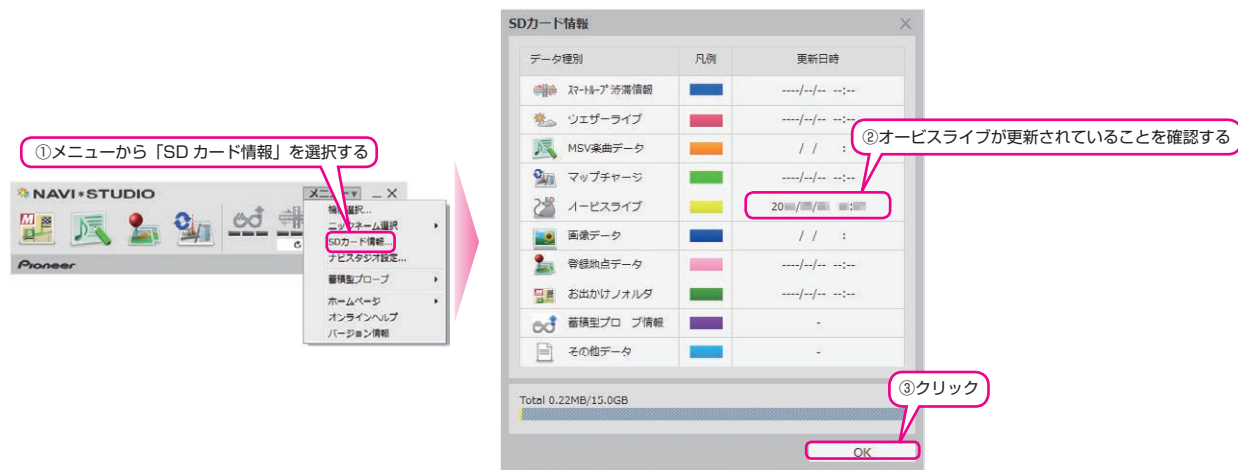 ①メニューから「SD カード情報」を選択する
NAVI*STUDIO
メニュー▼ _ X
機種選択...
ニックネーム選択
SDカード情報...
ナビスタジオ設定...
蓄積型プローブ
ホームページ
オンラインヘルプ
バージョン情報
Pioneer
SDカード情報
データ種別 凡例 更新日時
スマートループ渋滞情報 ----/--/-- --:--
ウェザーライブ ----/--/-- --:--
②オービスライブが更新されていることを確認する
MSV楽曲データ / / :
マップチャージ ----/--/-- --:--
イービスライブ 20
画像データ / / :
登録地点データ ----/--/-- --:--
お出かけフォルダ ----/--/-- --:--
蓄積型プロ ブ情報 -
その他データ -
③クリック
Total 0.22MB/15.0GB
OK